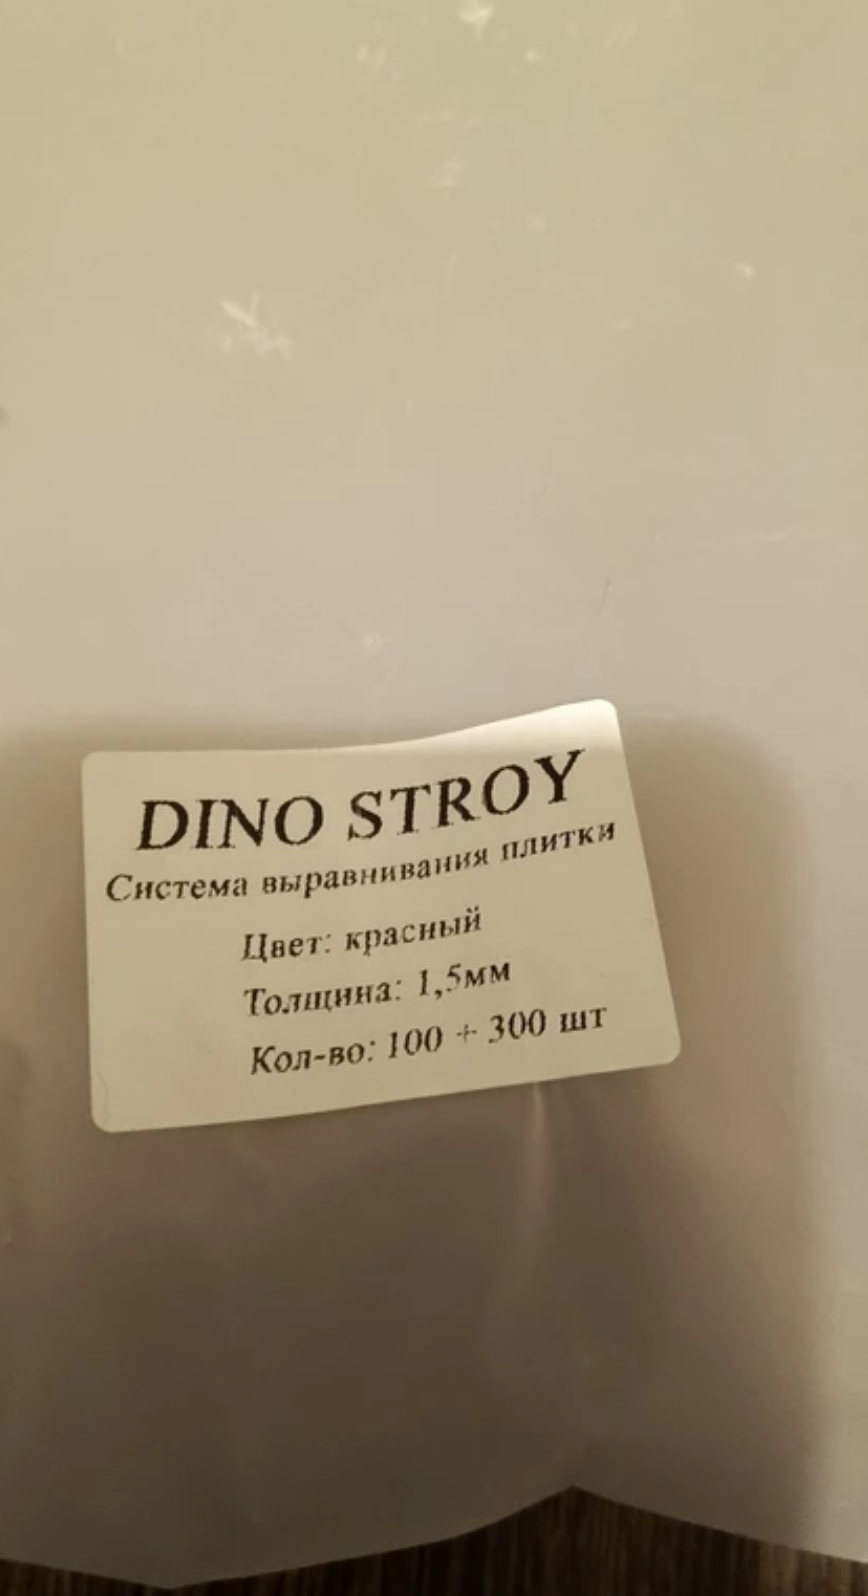 DINO STROY
Система выравнивания плитки
Цвет: красный
Толщина: 1,5мм
Кол-во: 100 + 300 шт